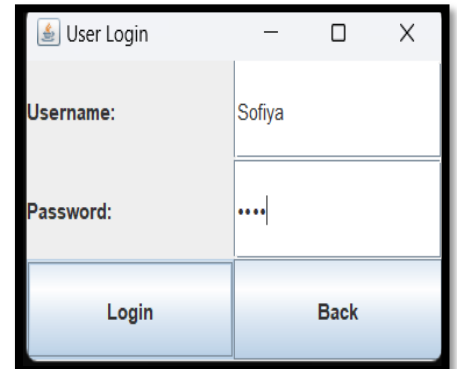 User Login
Username: Sofiya
Password: ••••
Login Back